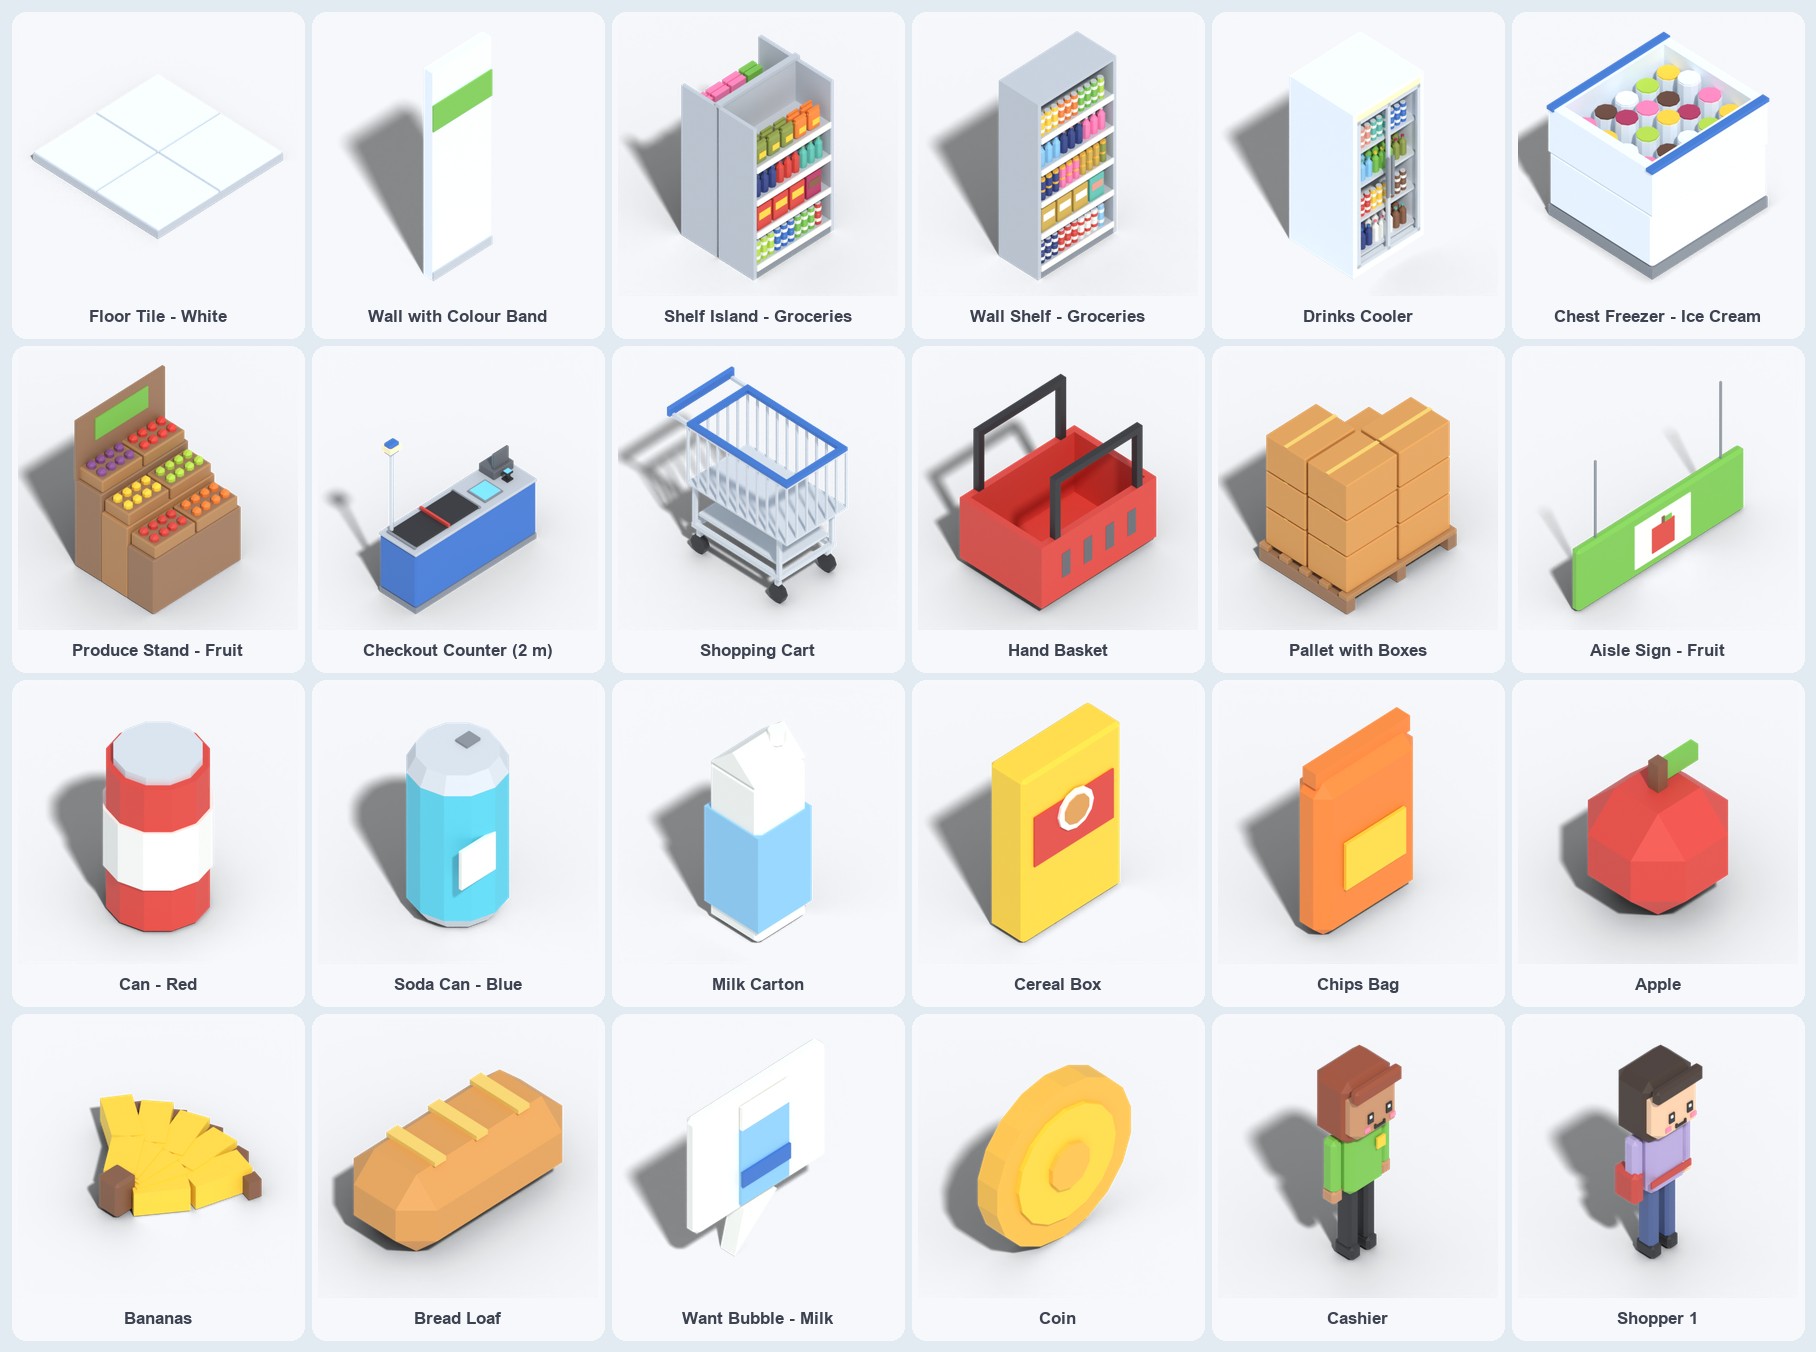 Floor Tile - White
Wall with Colour Band
Shelf Island - Groceries
Wall Shelf - Groceries
Drinks Cooler
Chest Freezer - Ice Cream
Produce Stand - Fruit
Checkout Counter (2 m)
Shopping Cart
Hand Basket
Pallet with Boxes
Aisle Sign - Fruit
Can - Red
Soda Can - Blue
Milk Carton
Cereal Box
Chips Bag
Apple
Bananas
Bread Loaf
Want Bubble - Milk
Coin
Cashier
Shopper 1